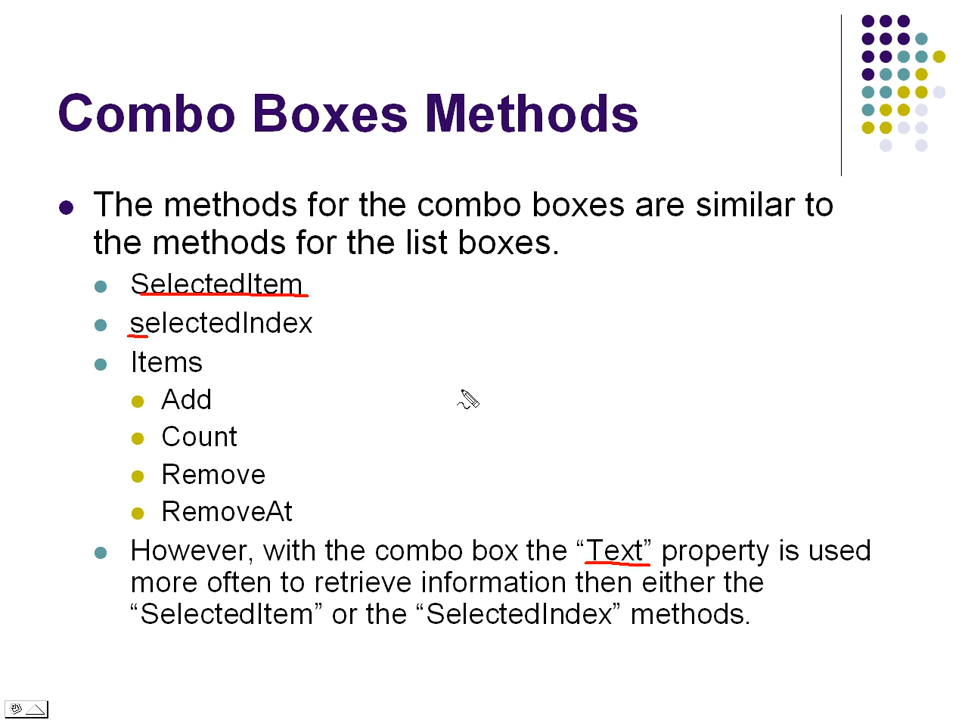 Combo Boxes Methods
The methods for the combo boxes are similar to
the methods for the list boxes.
SelectedItem
selectedIndex
Items
Add
Count
Remove
RemoveAt
However, with the combo box the “Text” property is used
more often to retrieve information then either the
“SelectedItem” or the “SelectedIndex” methods.